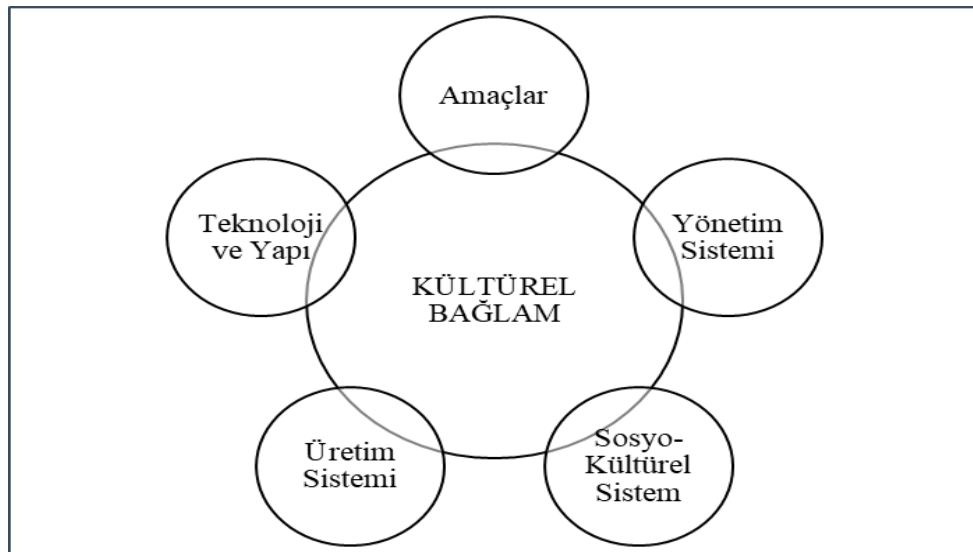 Amaçlar
Teknoloji
ve Yapı
Yönetim
Sistemi
KÜLTÜREL
BAĞLAM
Üretim
Sistemi
Sosyo-
Kültürel
Sistem